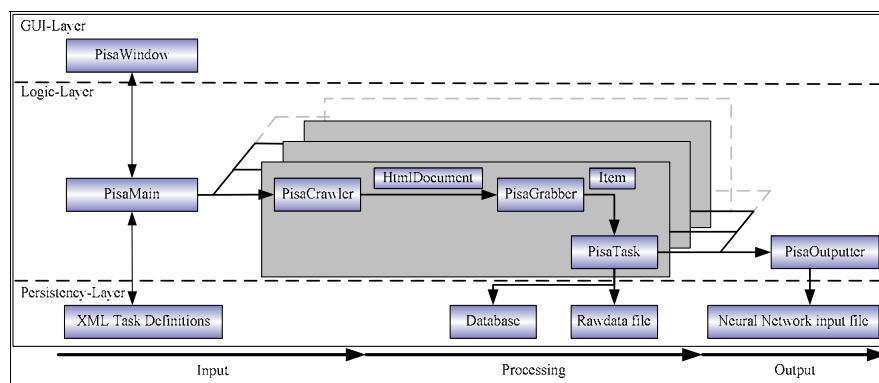 GUI-Layer
PisaWindow
Logic-Layer
HtmlDocument
Item
PisaMain
PisaCrawler
PisaGrabber
PisaTask
PisaOutputter
Persistency-Layer
XML Task Definitions
Database
Rawdata file
Neural Network input file
Input
Processing
Output